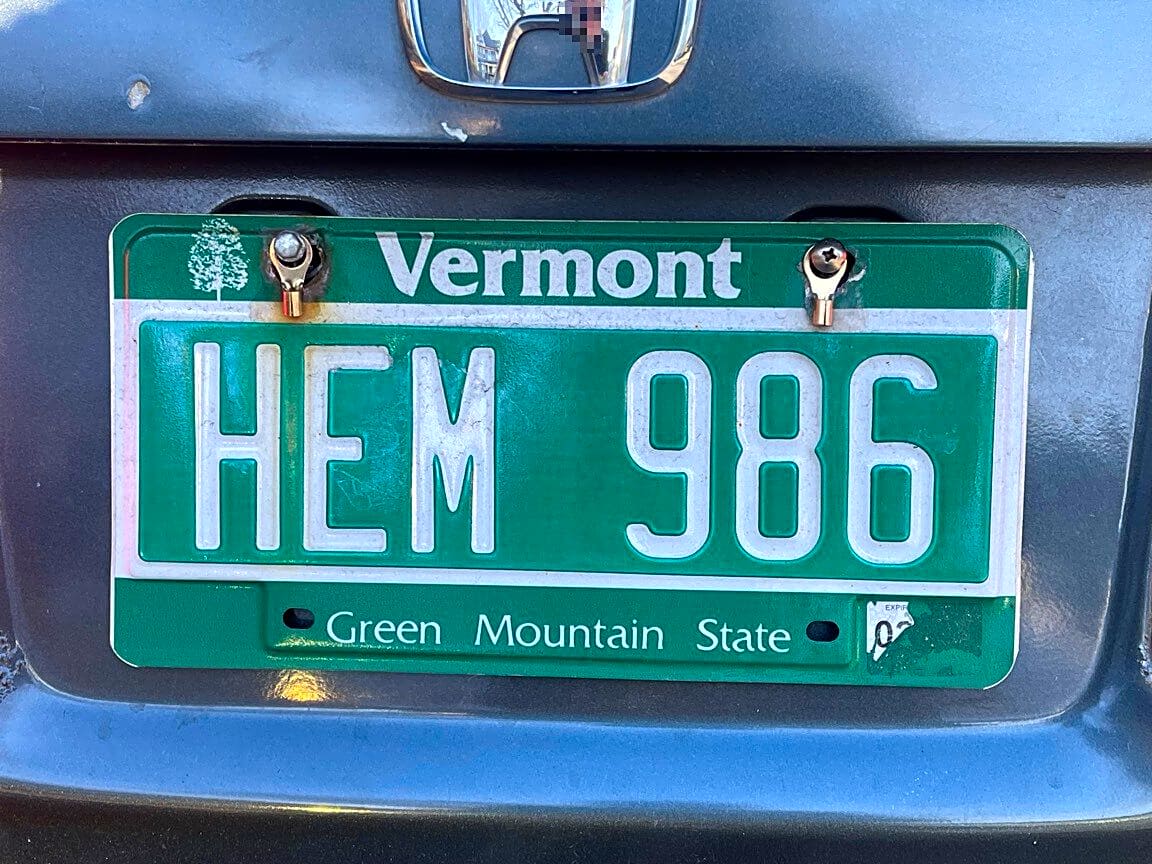 Vermont
HEM 986
Green Mountain State